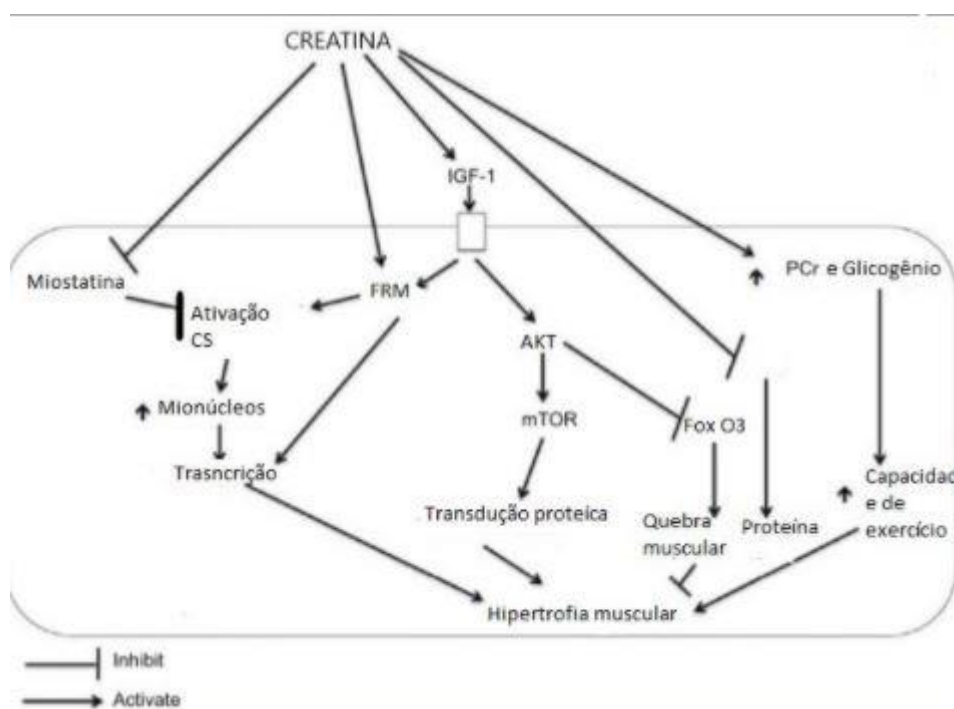 CREATINA
IGF-1
Miostatina
FRM
PCr e Glicogênio
Ativação
CS
AKT
Mionúcleos
mTOR
Fox O3
Trasncrição
Capacidad
e de
exercício
Transdução proteica
Quebra
muscular
Proteína
Hipertrofia muscular
Inhibit
Activate